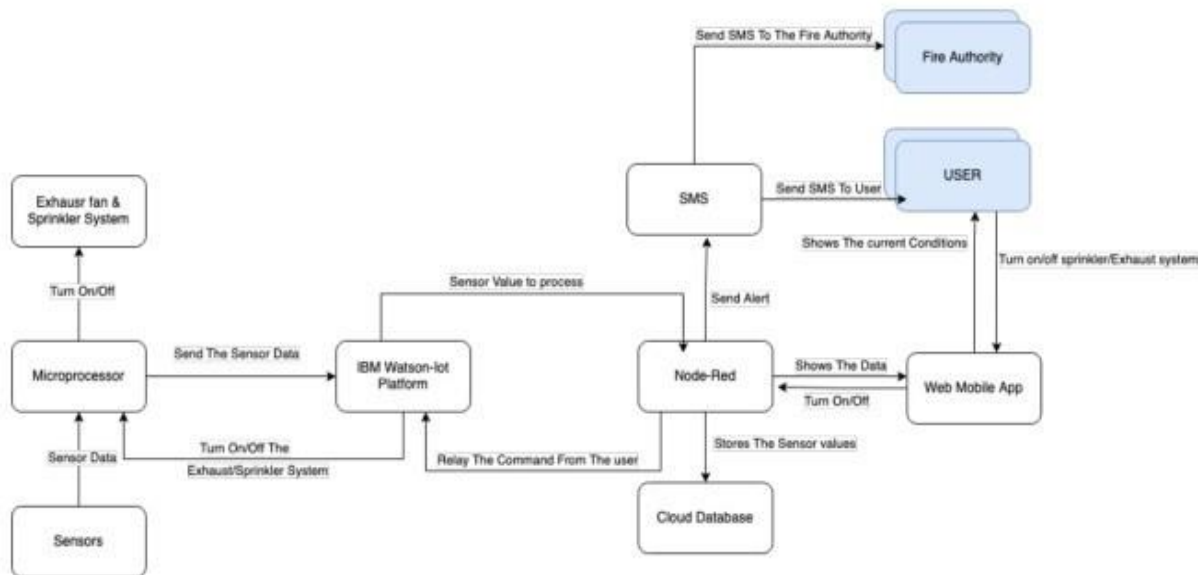 Send SMS To The Fire Authority
Fire Authority
Exhausr fan &
Sprinkler System
SMS
Send SMS To User
USER
Shows The current Conditions
Turn on/off sprinkler/Exhaust system
Turn On/Off
Sensor Value to process
Send Alert
Microprocessor
Send The Sensor Data
IBM Watson-Iot
Platform
Node-Red
Shows The Data
Turn On/Off
Web Mobile App
Sensor Data
Turn On/Off The
Exhaust/Sprinkler System
Relay The Command From The user
Stores The Sensor values
Sensors
Cloud Database